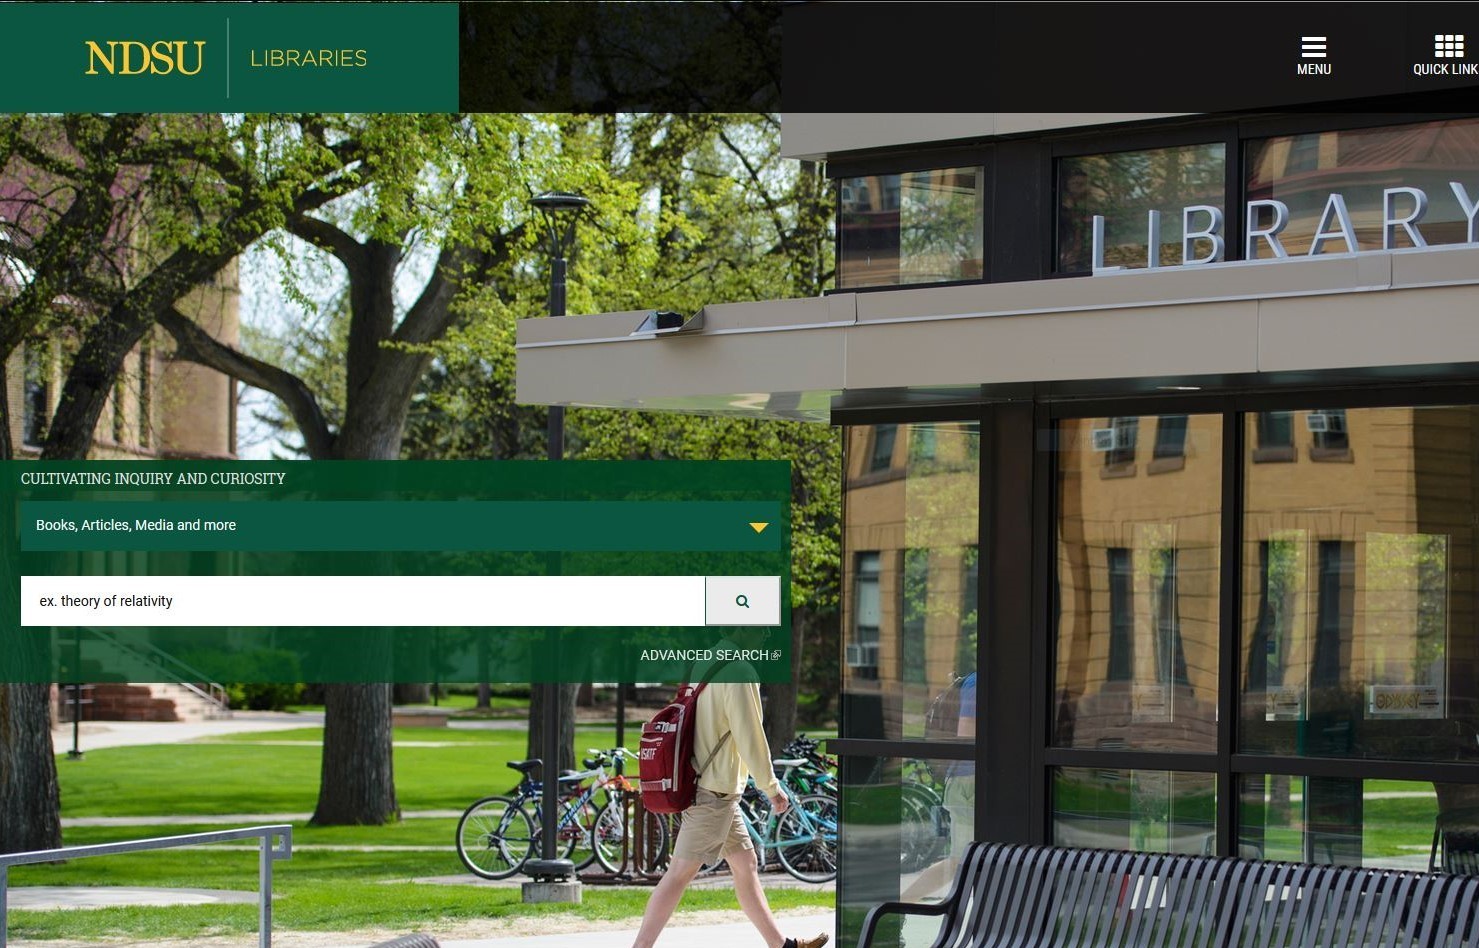 NDSU
LIBRARIES
MENU
QUICK LINK
LIBRARY
CULTIVATING INQUIRY AND CURIOSITY
Books, Articles, Media and more
ex. theory of relativity
ADVANCED SEARCH